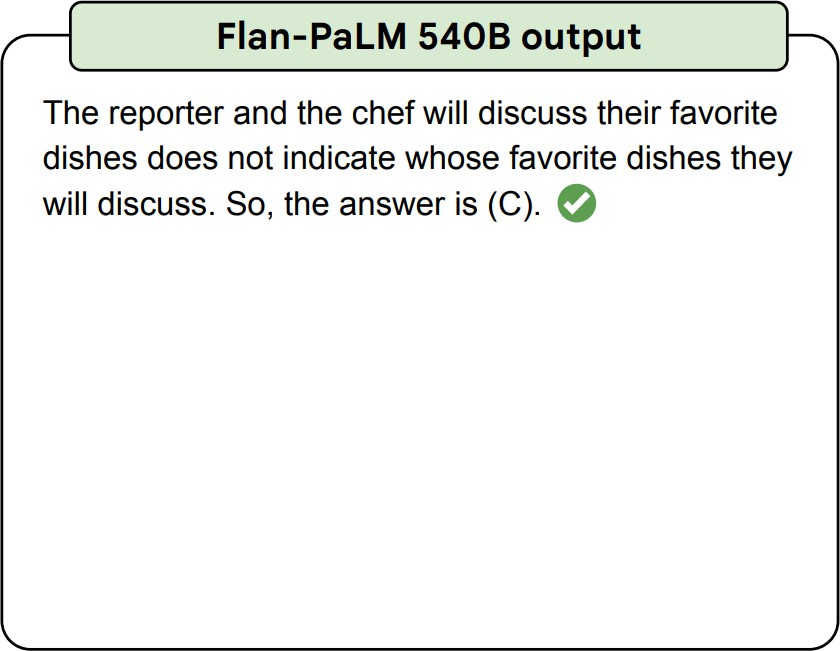 Flan-PaLM 540B output
The reporter and the chef will discuss their favorite
dishes does not indicate whose favorite dishes they
will discuss. So, the answer is (C).